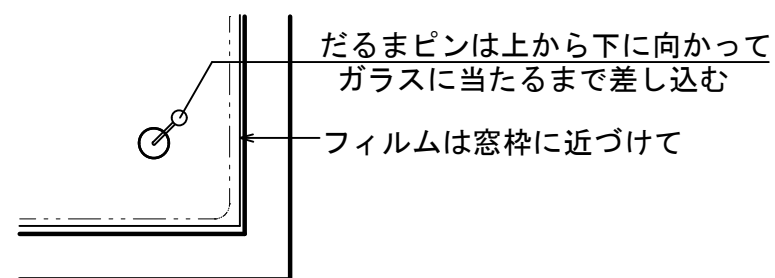 だるまピンは上から下に向かって
ガラスに当たるまで差し込む
フィルムは窓枠に近づけて